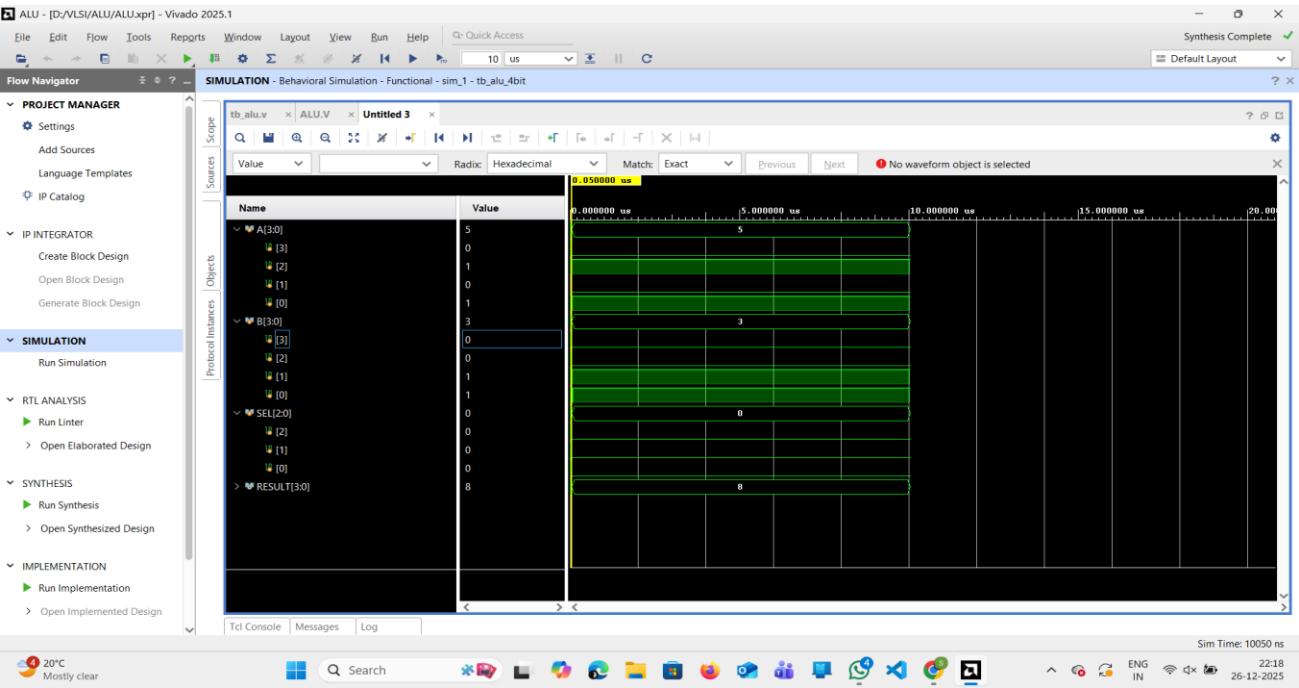 ALU - [D:/VLSI/ALU/ALU.xpr] - Vivado 2025.1
File Edit Flow Tools Reports Window Layout View Run Help Quick Access
Synthesis Complete
10 us
Default Layout
Flow Navigator
SIMULATION - Behavioral Simulation - Functional - sim_1 - tb_alu_4bit
PROJECT MANAGER
Settings
Add Sources
Language Templates
IP Catalog
IP INTEGRATOR
Create Block Design
Open Block Design
Generate Block Design
SIMULATION
Run Simulation
RTL ANALYSIS
Run Linter
Open Elaborated Design
SYNTHESIS
Run Synthesis
Open Synthesized Design
IMPLEMENTATION
Run Implementation
Open Implemented Design
Scope
Sources
Objects
Protocol Instances
tb_alu.v ALU.V Untitled 3
Value Radix: Hexadecimal Match: Exact Previous Next No waveform object is selected
0.050000 us
Name Value 0.000000 us 5.000000 us 10.000000 us 15.000000 us 20.00
A[3:0] 5 5
[3] 0
[2] 1
[1] 0
[0] 1
B[3:0] 3 3
[3] 0
[2] 0
[1] 1
[0] 1
SEL[2:0] 0 0
[2] 0
[1] 0
[0] 0
RESULT[3:0] 8 8
Tcl Console Messages Log
Sim Time: 10050 ns
4
20°C
Mostly clear
Search
4
5
ENG
IN
22:18
26-12-2025